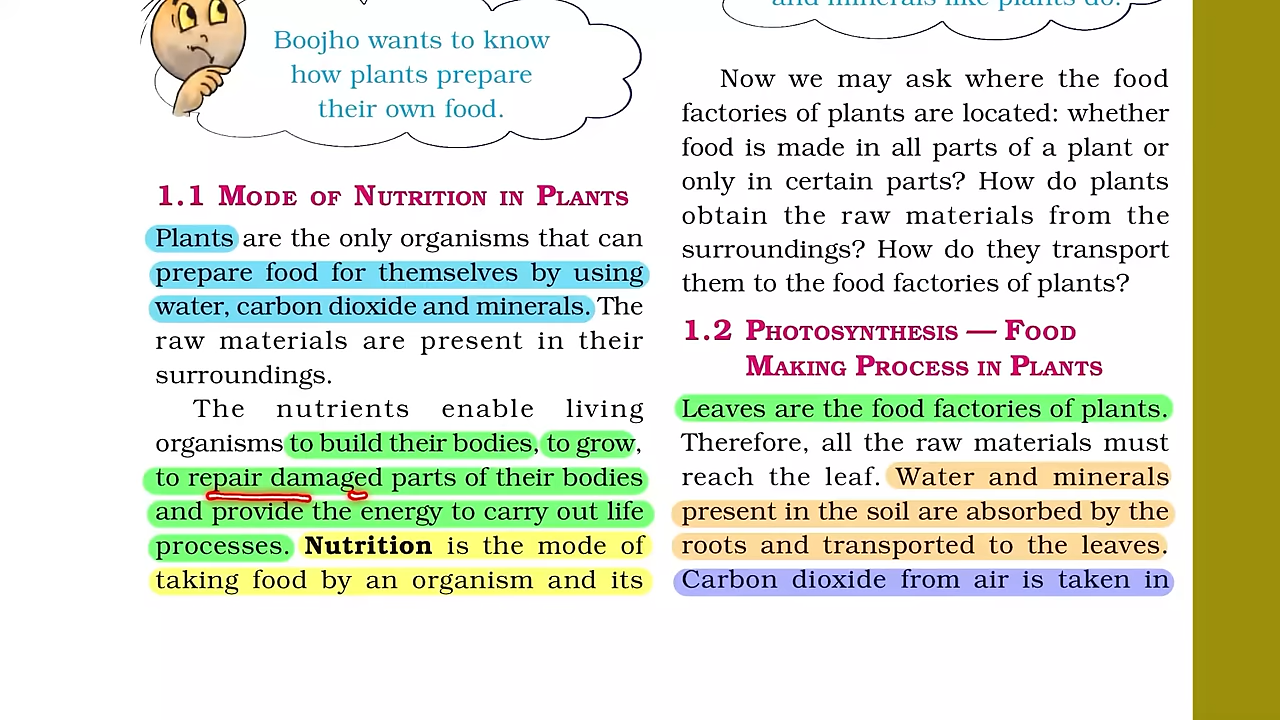 Boojho wants to know
how plants prepare
their own food.
1.1 MODE OF NUTRITION IN PLANTS
Plants are the only organisms that can
prepare food for themselves by using
water, carbon dioxide and minerals. The
raw materials are present in their
surroundings.
The nutrients enable living
organisms to build their bodies, to grow,
to repair damaged parts of their bodies
and provide the energy to carry out life
processes. Nutrition is the mode of
taking food by an organism and its
and minerals like plants do.
Now we may ask where the food
factories of plants are located: whether
food is made in all parts of a plant or
only in certain parts? How do plants
obtain the raw materials from the
surroundings? How do they transport
them to the food factories of plants?
1.2 PHOTOSYNTHESIS — FOOD
MAKING PROCESS IN PLANTS
Leaves are the food factories of plants.
Therefore, all the raw materials must
reach the leaf. Water and minerals
present in the soil are absorbed by the
roots and transported to the leaves.
Carbon dioxide from air is taken in